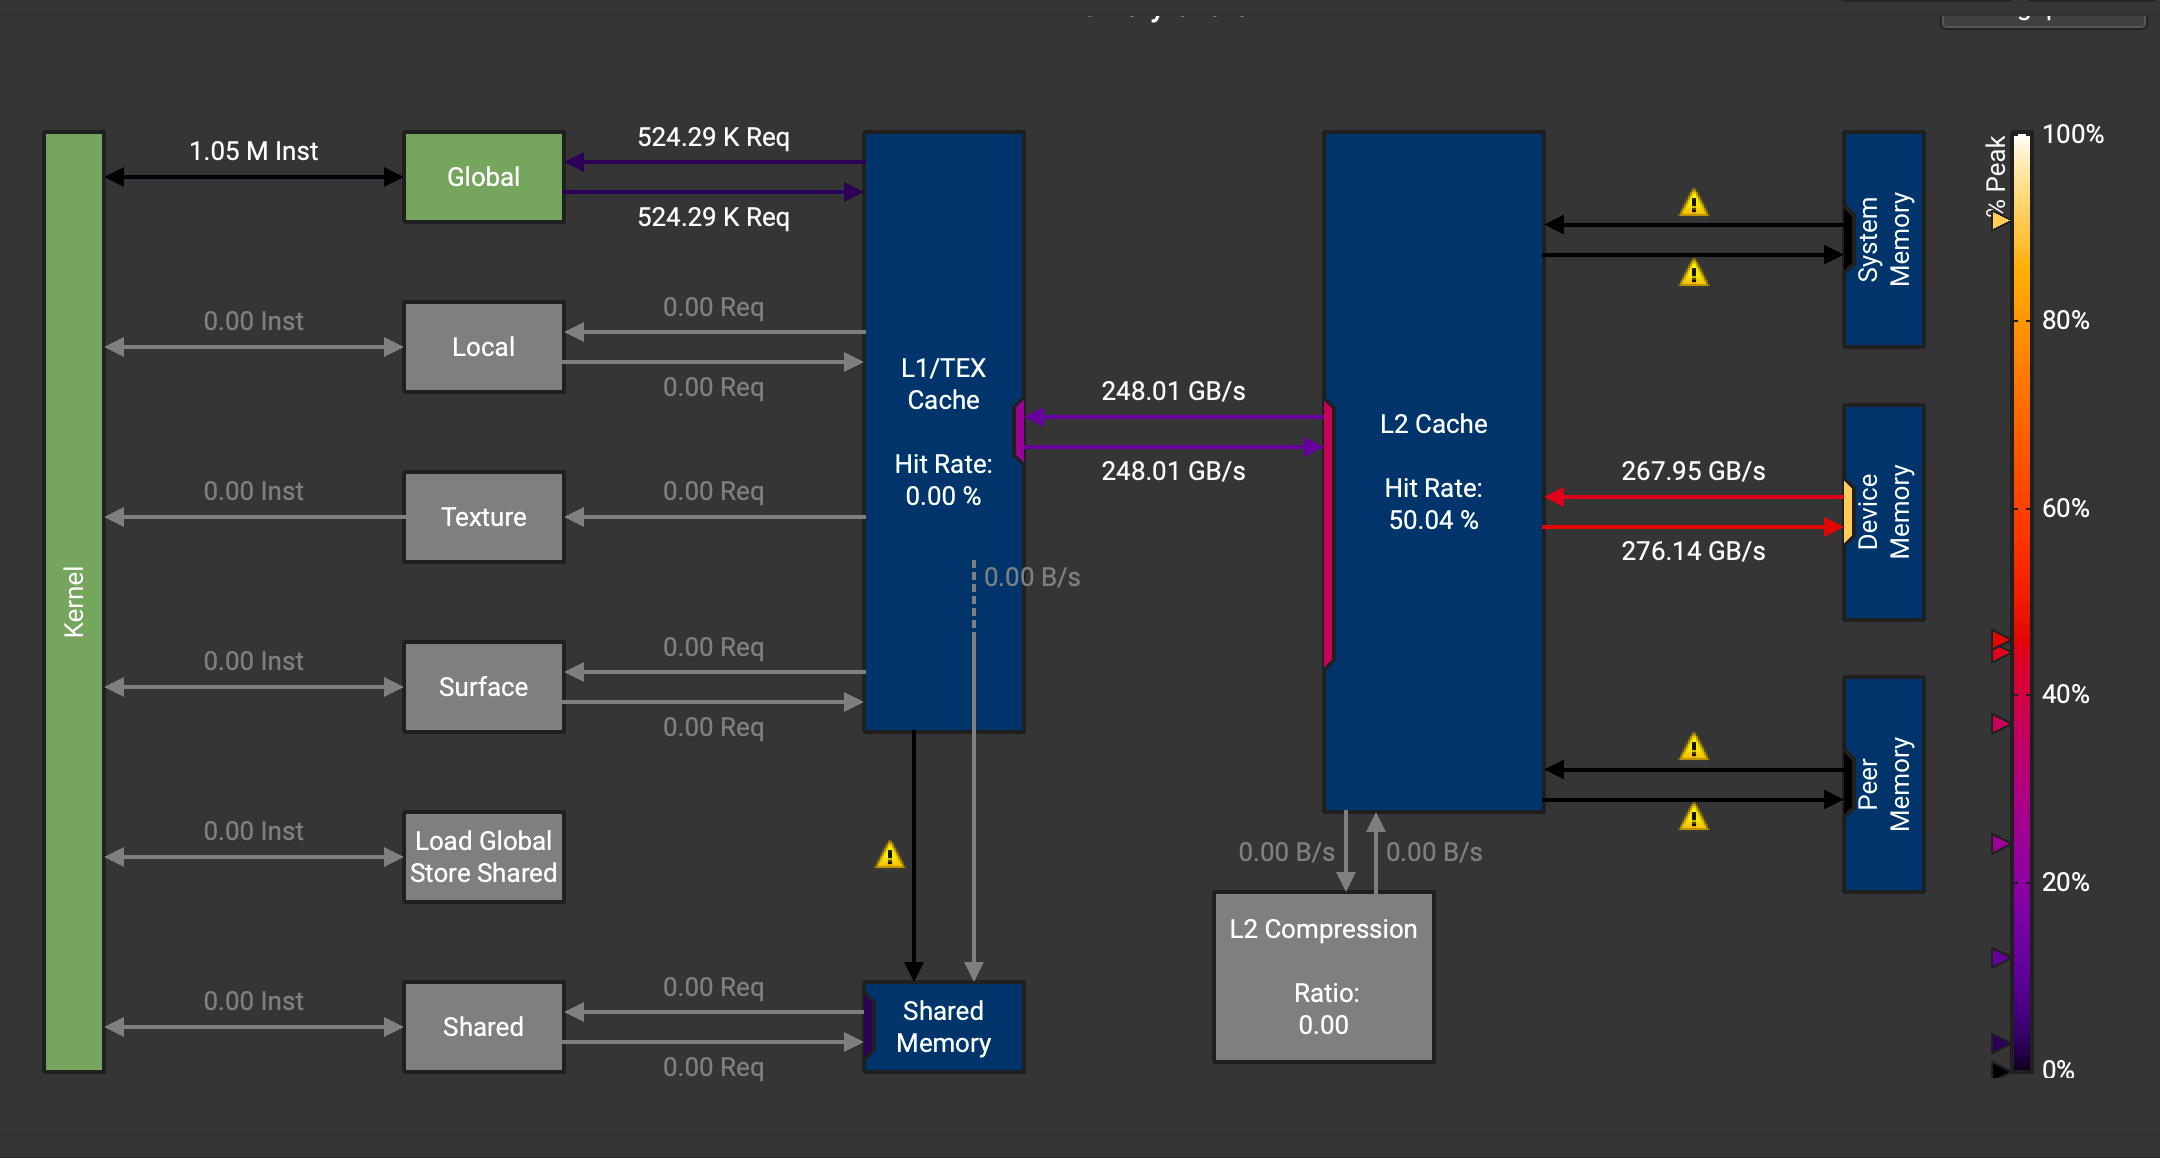 Kernel
1.05 M Inst
0.00 Inst
0.00 Inst
0.00 Inst
0.00 Inst
0.00 Inst
Global
Local
Texture
Surface
Load Global
Store Shared
Shared
524.29 K Req
524.29 K Req
0.00 Req
0.00 Req
0.00 Req
0.00 Req
0.00 Req
0.00 Req
0.00 Req
L1/TEX
Cache
Hit Rate:
0.00 %
0.00 B/s
Shared
Memory
248.01 GB/s
248.01 GB/s
L2 Cache
Hit Rate:
50.04 %
0.00 B/s
0.00 B/s
L2 Compression
Ratio:
0.00
267.95 GB/s
276.14 GB/s
System
Memory
Device
Memory
Peer
Memory
% Peak
100%
80%
60%
40%
20%
0%